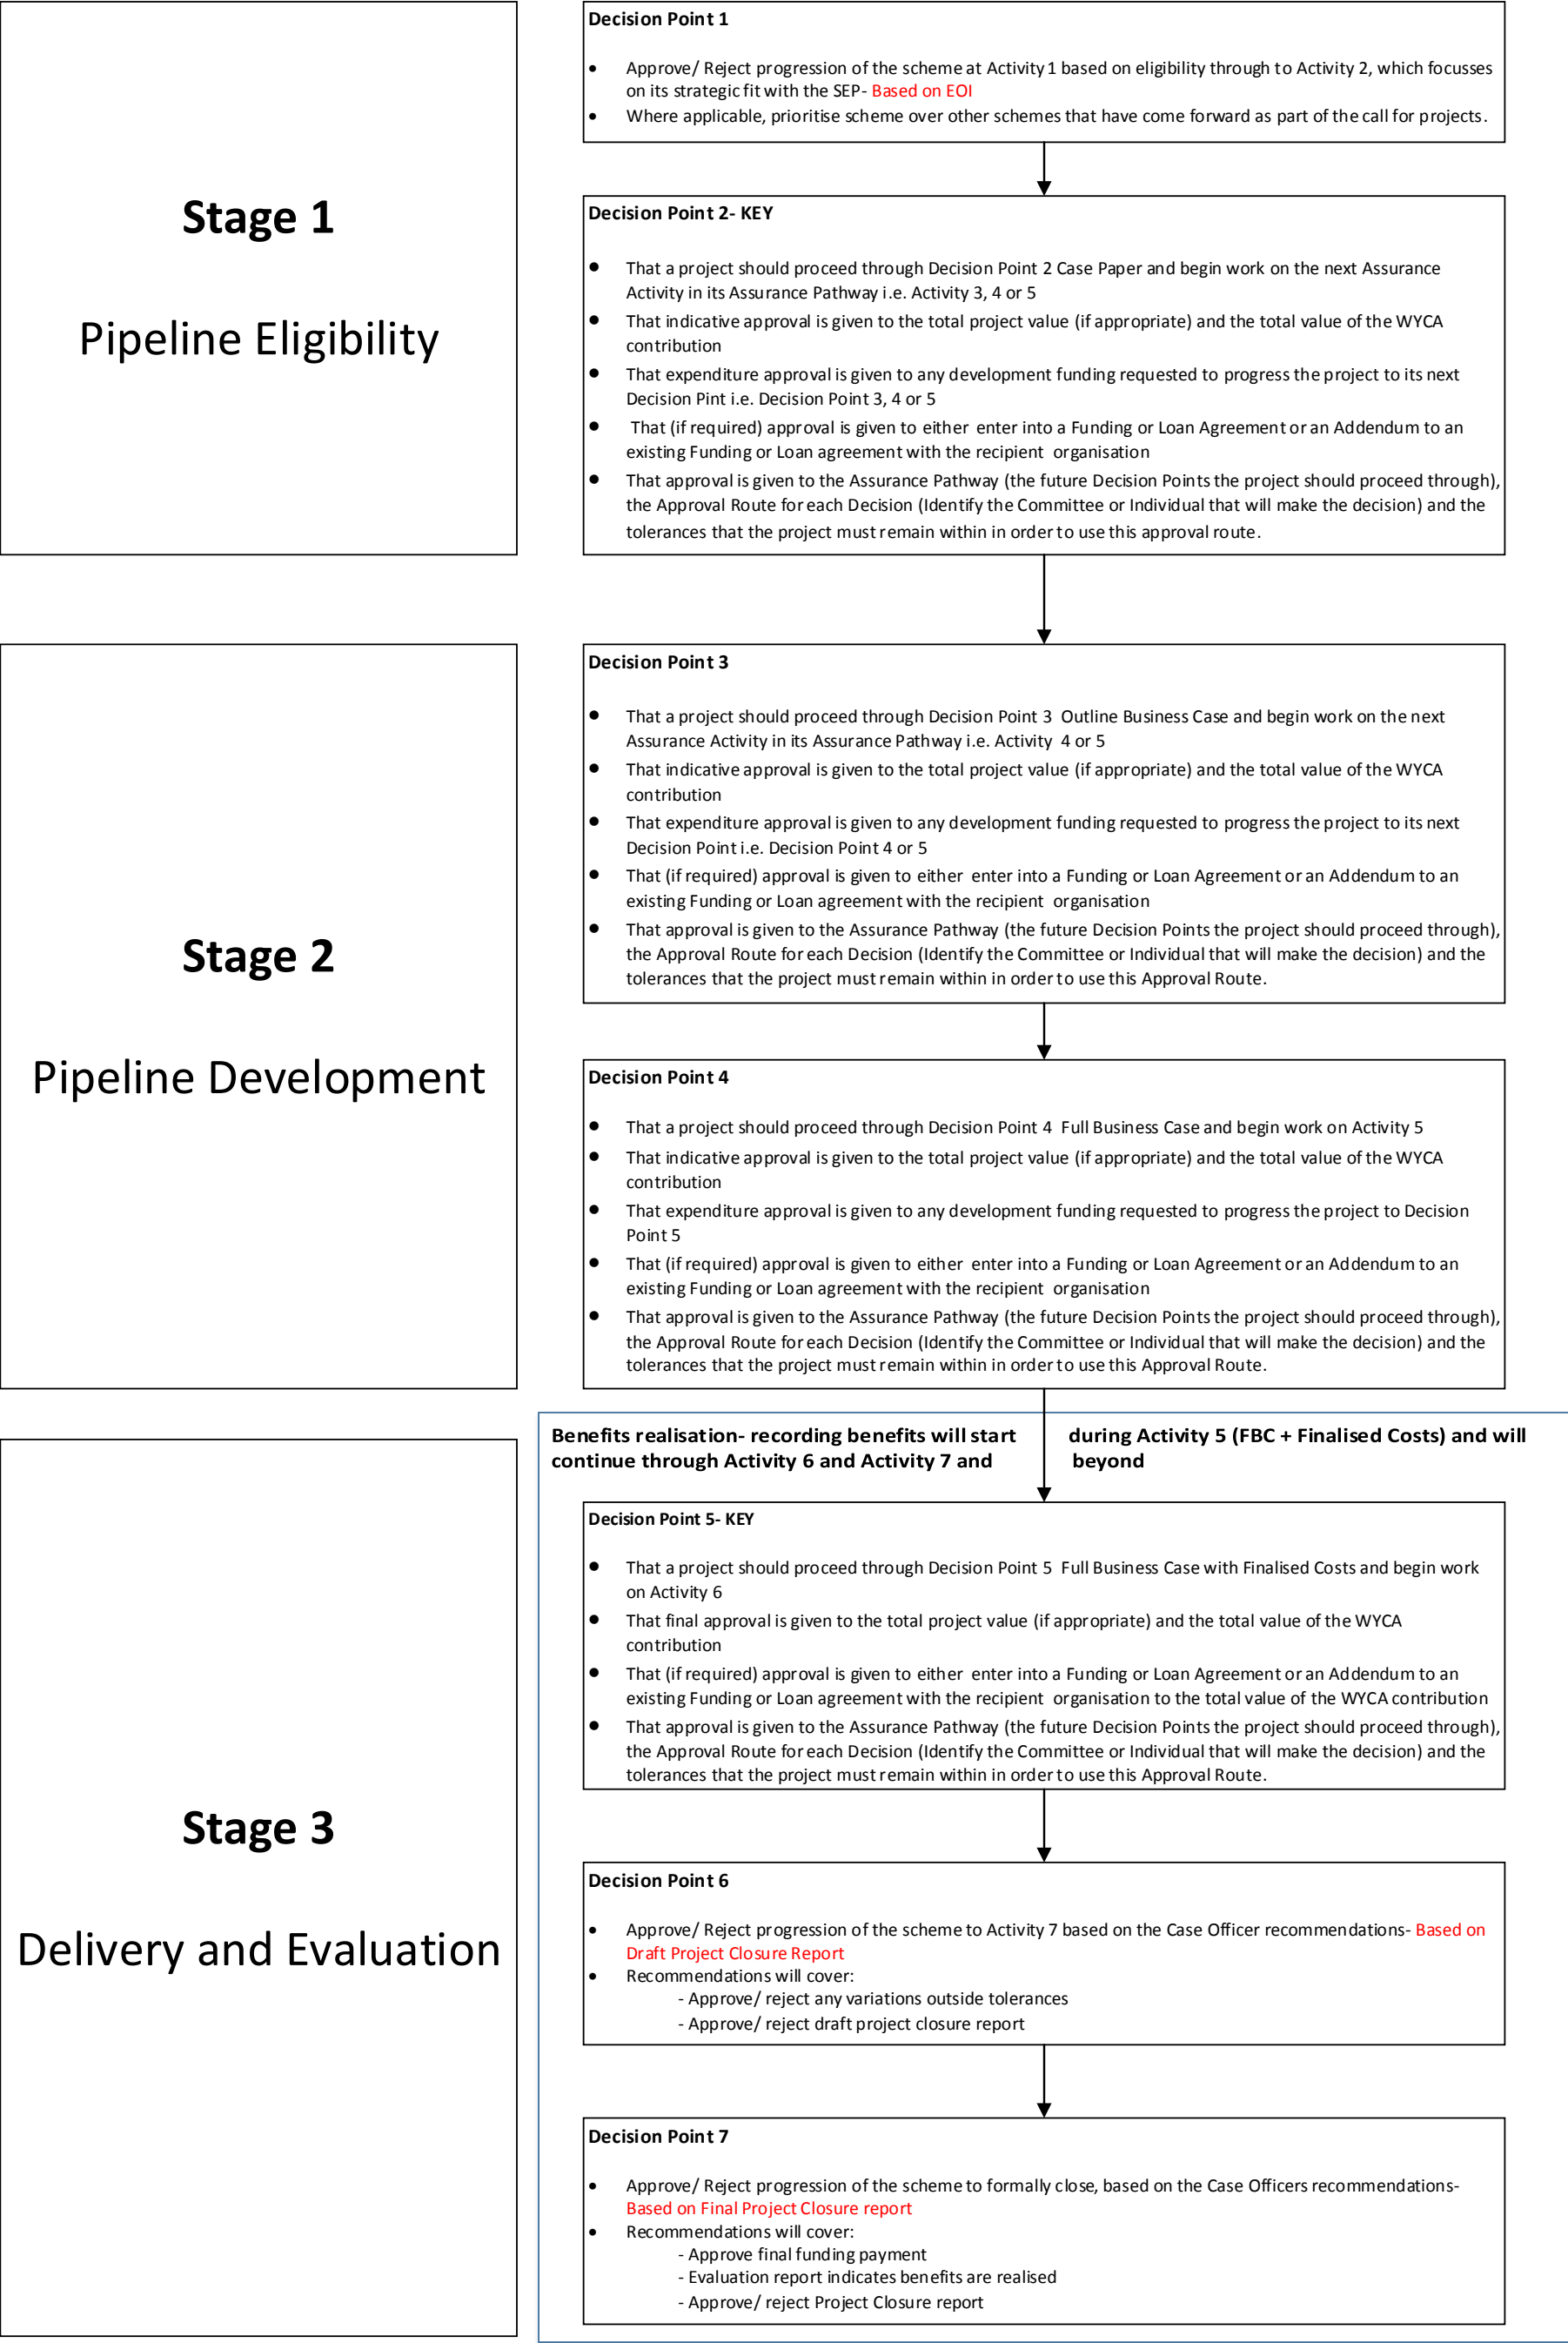 Stage 1
Pipeline Eligibility
Decision Point 1
• Approve/ Reject progression of the scheme at Activity 1 based on eligibility through to Activity 2, which focusses
on its strategic fit with the SEP- Based on EOI
• Where applicable, prioritise scheme over other schemes that have come forward as part of the call for projects.
Decision Point 2- KEY
• That a project should proceed through Decision Point 2 Case Paper and begin work on the next Assurance
Activity in its Assurance Pathway i.e. Activity 3, 4 or 5
• That indicative approval is given to the total project value (if appropriate) and the total value of the WYCA
contribution
• That expenditure approval is given to any development funding requested to progress the project to its next
Decision Pint i.e. Decision Point 3, 4 or 5
• That (if required) approval is given to either enter into a Funding or Loan Agreement or an Addendum to an
existing Funding or Loan agreement with the recipient organisation
• That approval is given to the Assurance Pathway (the future Decision Points the project should proceed through),
the Approval Route for each Decision (Identify the Committee or Individual that will make the decision) and the
tolerances that the project must remain within in order to use this approval route.
Stage 2
Pipeline Development
Decision Point 3
• That a project should proceed through Decision Point 3 Outline Business Case and begin work on the next
Assurance Activity in its Assurance Pathway i.e. Activity 4 or 5
• That indicative approval is given to the total project value (if appropriate) and the total value of the WYCA
contribution
• That expenditure approval is given to any development funding requested to progress the project to its next
Decision Point i.e. Decision Point 4 or 5
• That (if required) approval is given to either enter into a Funding or Loan Agreement or an Addendum to an
existing Funding or Loan agreement with the recipient organisation
• That approval is given to the Assurance Pathway (the future Decision Points the project should proceed through),
the Approval Route for each Decision (Identify the Committee or Individual that will make the decision) and the
tolerances that the project must remain within in order to use this Approval Route.
Decision Point 4
• That a project should proceed through Decision Point 4 Full Business Case and begin work on Activity 5
• That indicative approval is given to the total project value (if appropriate) and the total value of the WYCA
contribution
• That expenditure approval is given to any development funding requested to progress the project to Decision
Point 5
• That (if required) approval is given to either enter into a Funding or Loan Agreement or an Addendum to an
existing Funding or Loan agreement with the recipient organisation
• That approval is given to the Assurance Pathway (the future Decision Points the project should proceed through),
the Approval Route for each Decision (Identify the Committee or Individual that will make the decision) and the
tolerances that the project must remain within in order to use this Approval Route.
Stage 3
Delivery and Evaluation
Benefits realisation- recording benefits will start during Activity 5 (FBC + Finalised Costs) and will
continue through Activity 6 and Activity 7 and beyond
Decision Point 5- KEY
• That a project should proceed through Decision Point 5 Full Business Case with Finalised Costs and begin work
on Activity 6
• That final approval is given to the total project value (if appropriate) and the total value of the WYCA
contribution
• That (if required) approval is given to either enter into a Funding or Loan Agreement or an Addendum to an
existing Funding or Loan agreement with the recipient organisation to the total value of the WYCA contribution
• That approval is given to the Assurance Pathway (the future Decision Points the project should proceed through),
the Approval Route for each Decision (Identify the Committee or Individual that will make the decision) and the
tolerances that the project must remain within in order to use this Approval Route.
Decision Point 6
• Approve/ Reject progression of the scheme to Activity 7 based on the Case Officer recommendations- Based on
Draft Project Closure Report
• Recommendations will cover:
- Approve/ reject any variations outside tolerances
- Approve/ reject draft project closure report
Decision Point 7
• Approve/ Reject progression of the scheme to formally close, based on the Case Officers recommendations-
Based on Final Project Closure report
• Recommendations will cover:
- Approve final funding payment
- Evaluation report indicates benefits are realised
- Approve/ reject Project Closure report